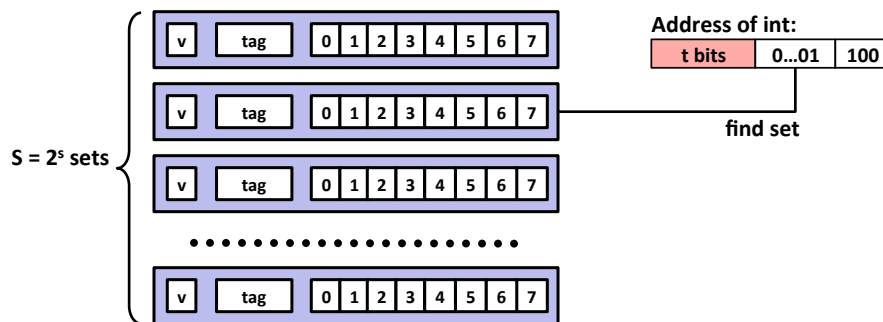 Address of int:
v tag 0 1 2 3 4 5 6 7
t bits 0...01 100
v tag 0 1 2 3 4 5 6 7
find set
S = 2ˢ sets
v tag 0 1 2 3 4 5 6 7
v tag 0 1 2 3 4 5 6 7